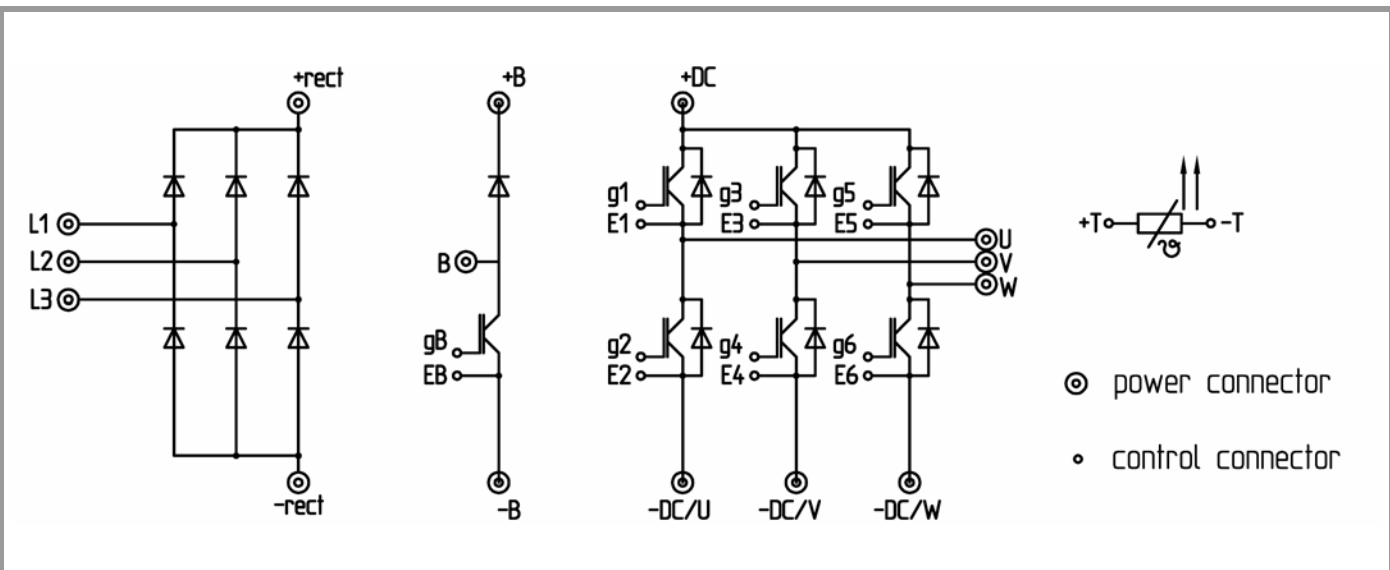 +rect
+B
+DC
g1
g3
g5
L1
E1
E3
E5
+T
-T
U
L2
B
V
ϑ
W
L3
gB
g2
g4
g6
EB
E2
E4
E6
power connector
control connector
-rect
-B
-DC/U
-DC/V
-DC/W